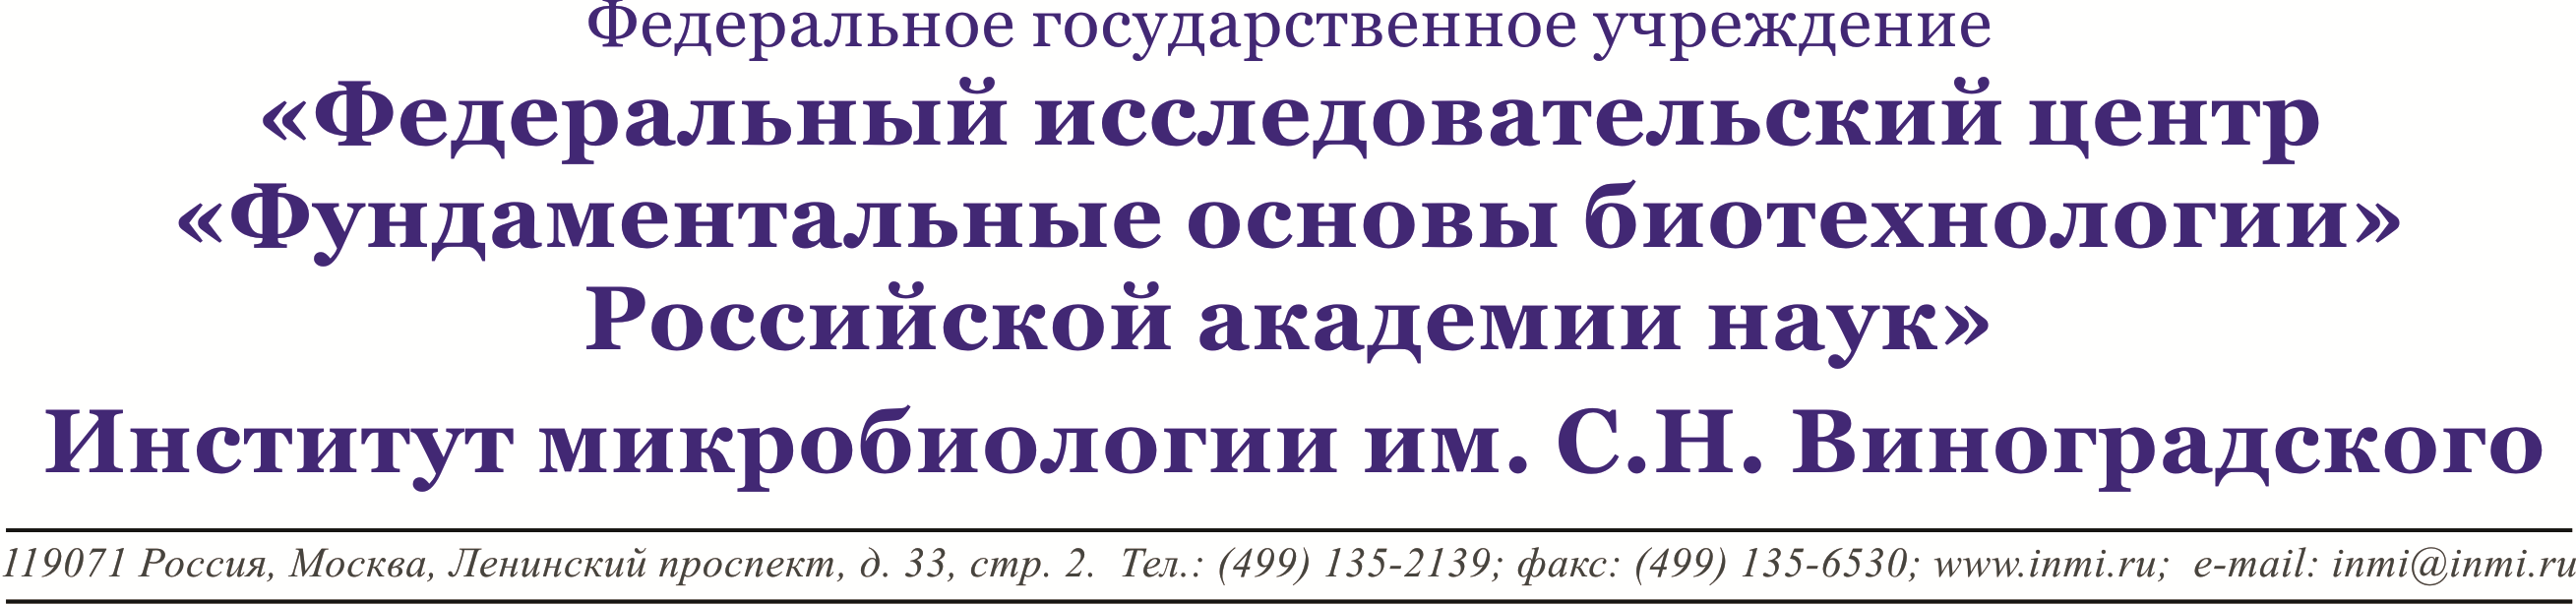 Федеральное государственное учреждение
«Федеральный исследовательский центр
«Фундаментальные основы биотехнологии»
Российской академии наук»
Институт микробиологии им. С.Н. Виноградского
119071 Россия, Москва, Ленинский проспект, д. 33, стр. 2. Тел.: (499) 135-2139; факс: (499) 135-6530; www.inmi.ru; e-mail: inmi@inmi.ru